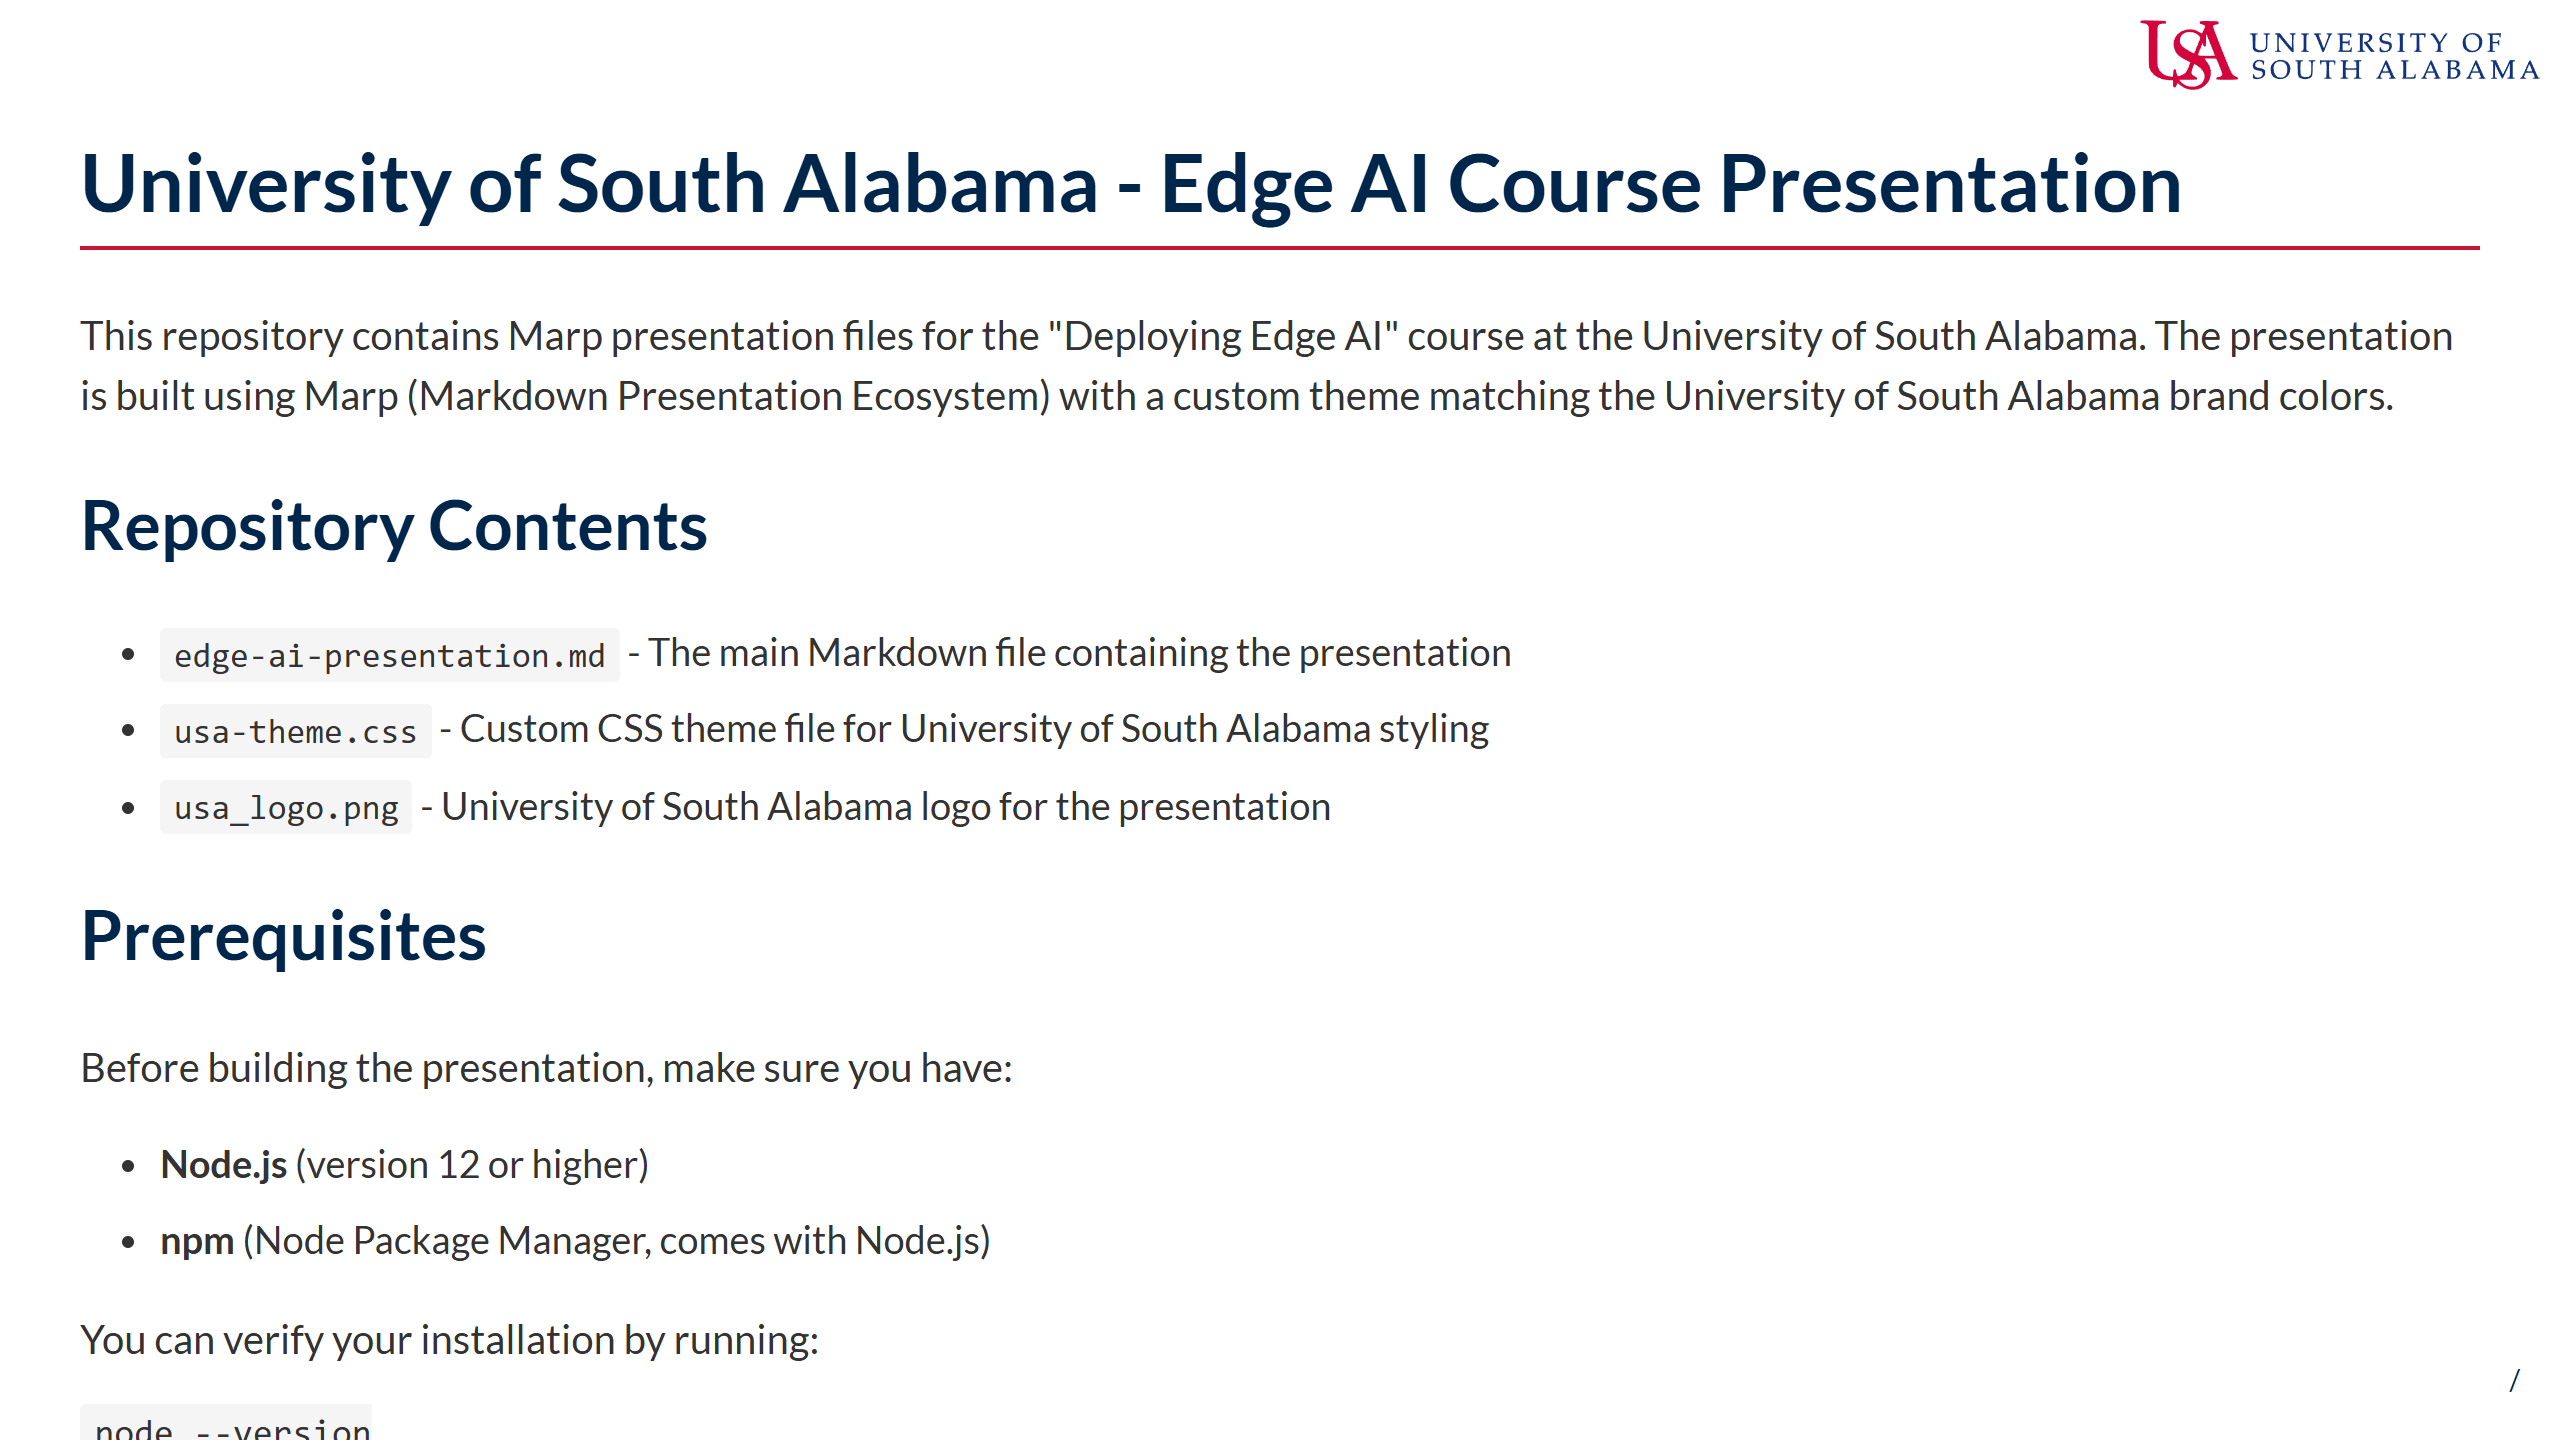 USA UNIVERSITY OF
SOUTH ALABAMA
University of South Alabama - Edge AI Course Presentation
This repository contains Marp presentation files for the "Deploying Edge AI" course at the University of South Alabama. The presentation
is built using Marp (Markdown Presentation Ecosystem) with a custom theme matching the University of South Alabama brand colors.
Repository Contents
• edge-ai-presentation.md - The main Markdown file containing the presentation
• usa-theme.css - Custom CSS theme file for University of South Alabama styling
• usa_logo.png - University of South Alabama logo for the presentation
Prerequisites
Before building the presentation, make sure you have:
• Node.js (version 12 or higher)
• npm (Node Package Manager, comes with Node.js)
You can verify your installation by running:
/
node --version